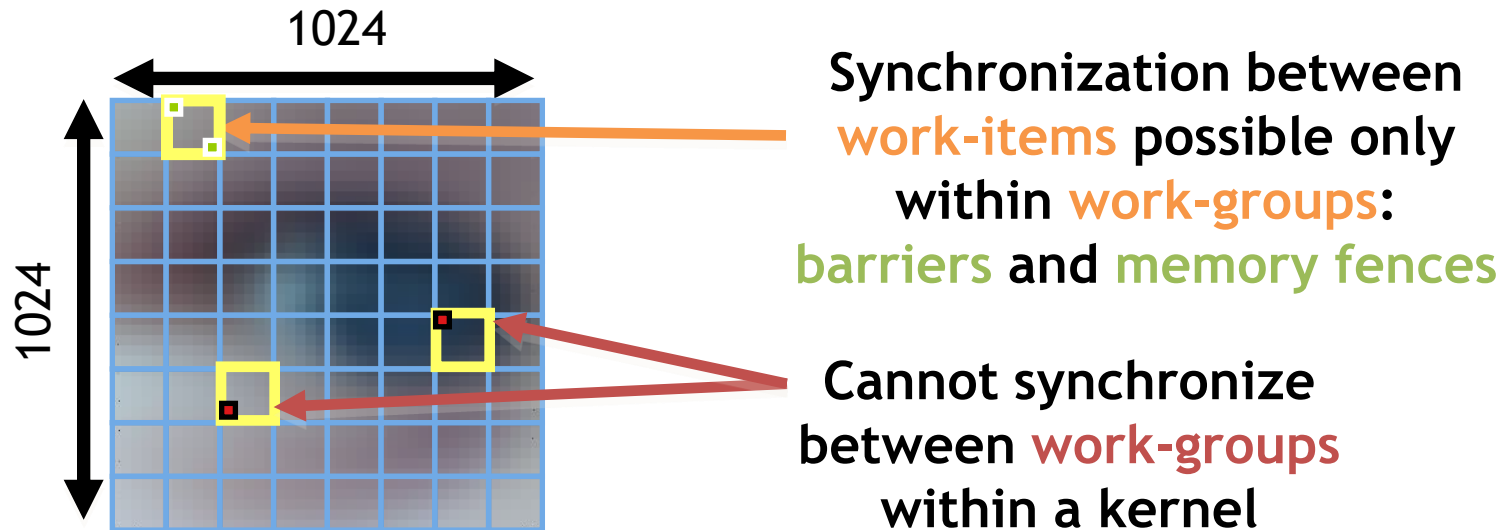 1024
1024
Synchronization between
work-items possible only
within work-groups:
barriers and memory fences
Cannot synchronize
between work-groups
within a kernel